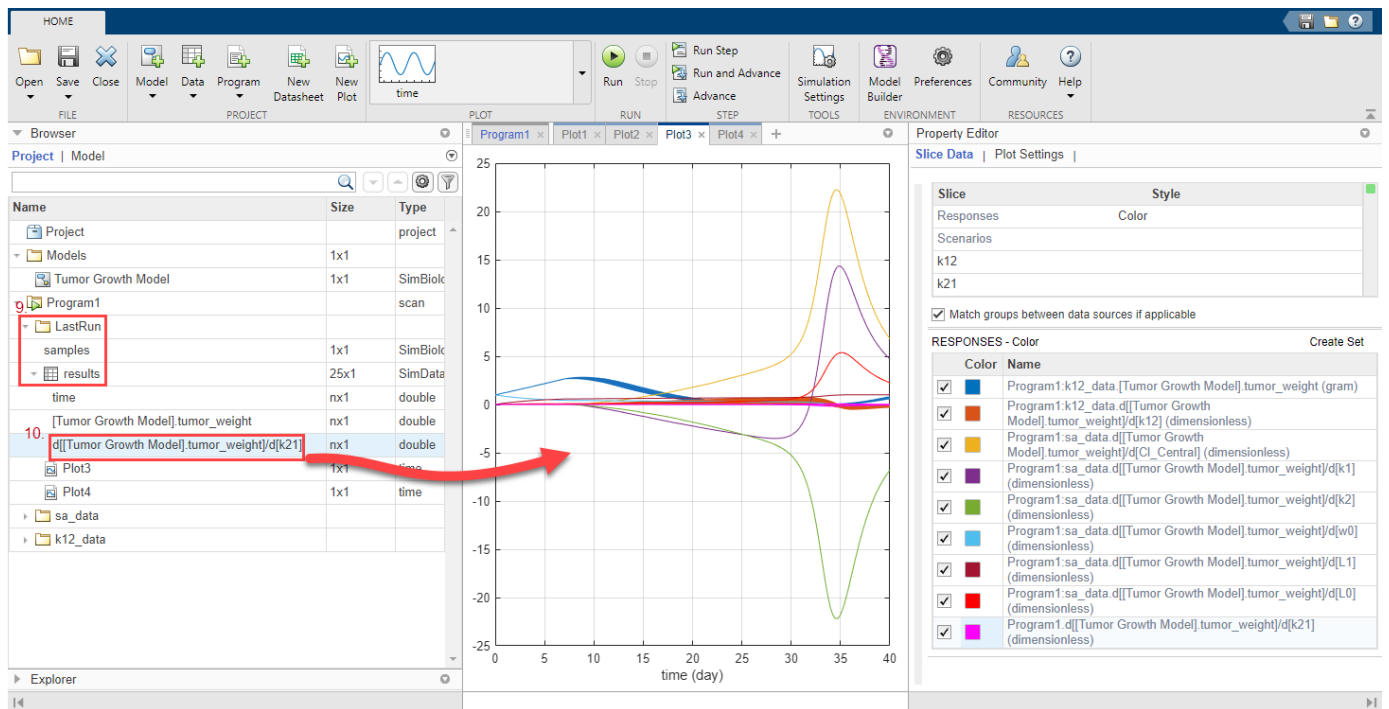 HOME
Open
Save
Close
Model
Data
Program
New
Datasheet
New
Plot
time
Run
Stop
Run Step
Run and Advance
Advance
Simulation
Settings
Model
Builder
Preferences
Community
Help
FILE
PROJECT
PLOT
RUN
STEP
TOOLS
ENVIRONMENT
RESOURCES
Browser
Project | Model
Name Size Type
Project project
Models 1x1
Tumor Growth Model 1x1 SimBiolo
9. Program1 scan
LastRun
samples 1x1 SimBiolo
results 25x1 SimData
time nx1 double
[Tumor Growth Model].tumor_weight nx1 double
10. d[[Tumor Growth Model].tumor_weight]/d[k21] nx1 double
Plot3 1x1 time
Plot4 1x1 time
sa_data
k12_data
Explorer
Program1 × Plot1 × Plot2 × Plot3 × Plot4 × +
25
20
15
10
5
0
-5
-10
-15
-20
-25
0 5 10 15 20 25 30 35 40
time (day)
Property Editor
Slice Data | Plot Settings |
Slice Style
Responses Color
Scenarios
k12
k21
Match groups between data sources if applicable
RESPONSES - Color Create Set
Color Name
Program1:k12_data.[Tumor Growth Model].tumor_weight (gram)
Program1:k12_data.d[[Tumor Growth
Model].tumor_weight]/d[k12] (dimensionless)
Program1:sa_data.d[[Tumor Growth
Model].tumor_weight]/d[Cl_Central] (dimensionless)
Program1:sa_data.d[[Tumor Growth Model].tumor_weight]/d[k1]
(dimensionless)
Program1:sa_data.d[[Tumor Growth Model].tumor_weight]/d[k2]
(dimensionless)
Program1:sa_data.d[[Tumor Growth Model].tumor_weight]/d[w0]
(dimensionless)
Program1:sa_data.d[[Tumor Growth Model].tumor_weight]/d[L1]
(dimensionless)
Program1:sa_data.d[[Tumor Growth Model].tumor_weight]/d[L0]
(dimensionless)
Program1.d[[Tumor Growth Model].tumor_weight]/d[k21]
(dimensionless)